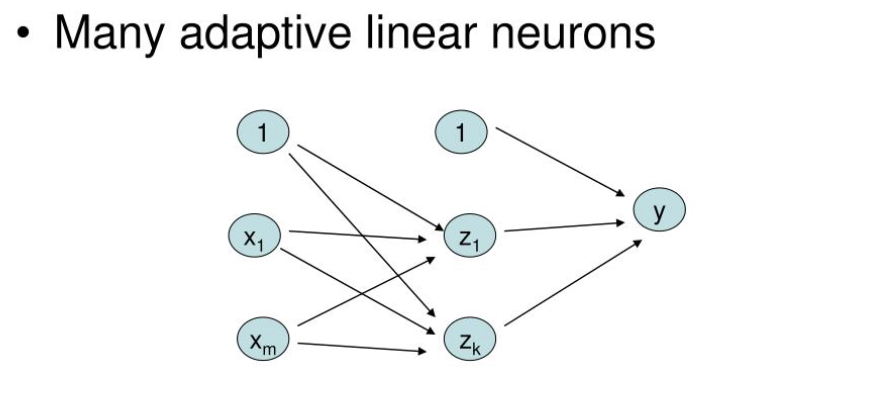 • Many adaptive linear neurons
1 1
y
x₁ z₁
xₘ zₖ